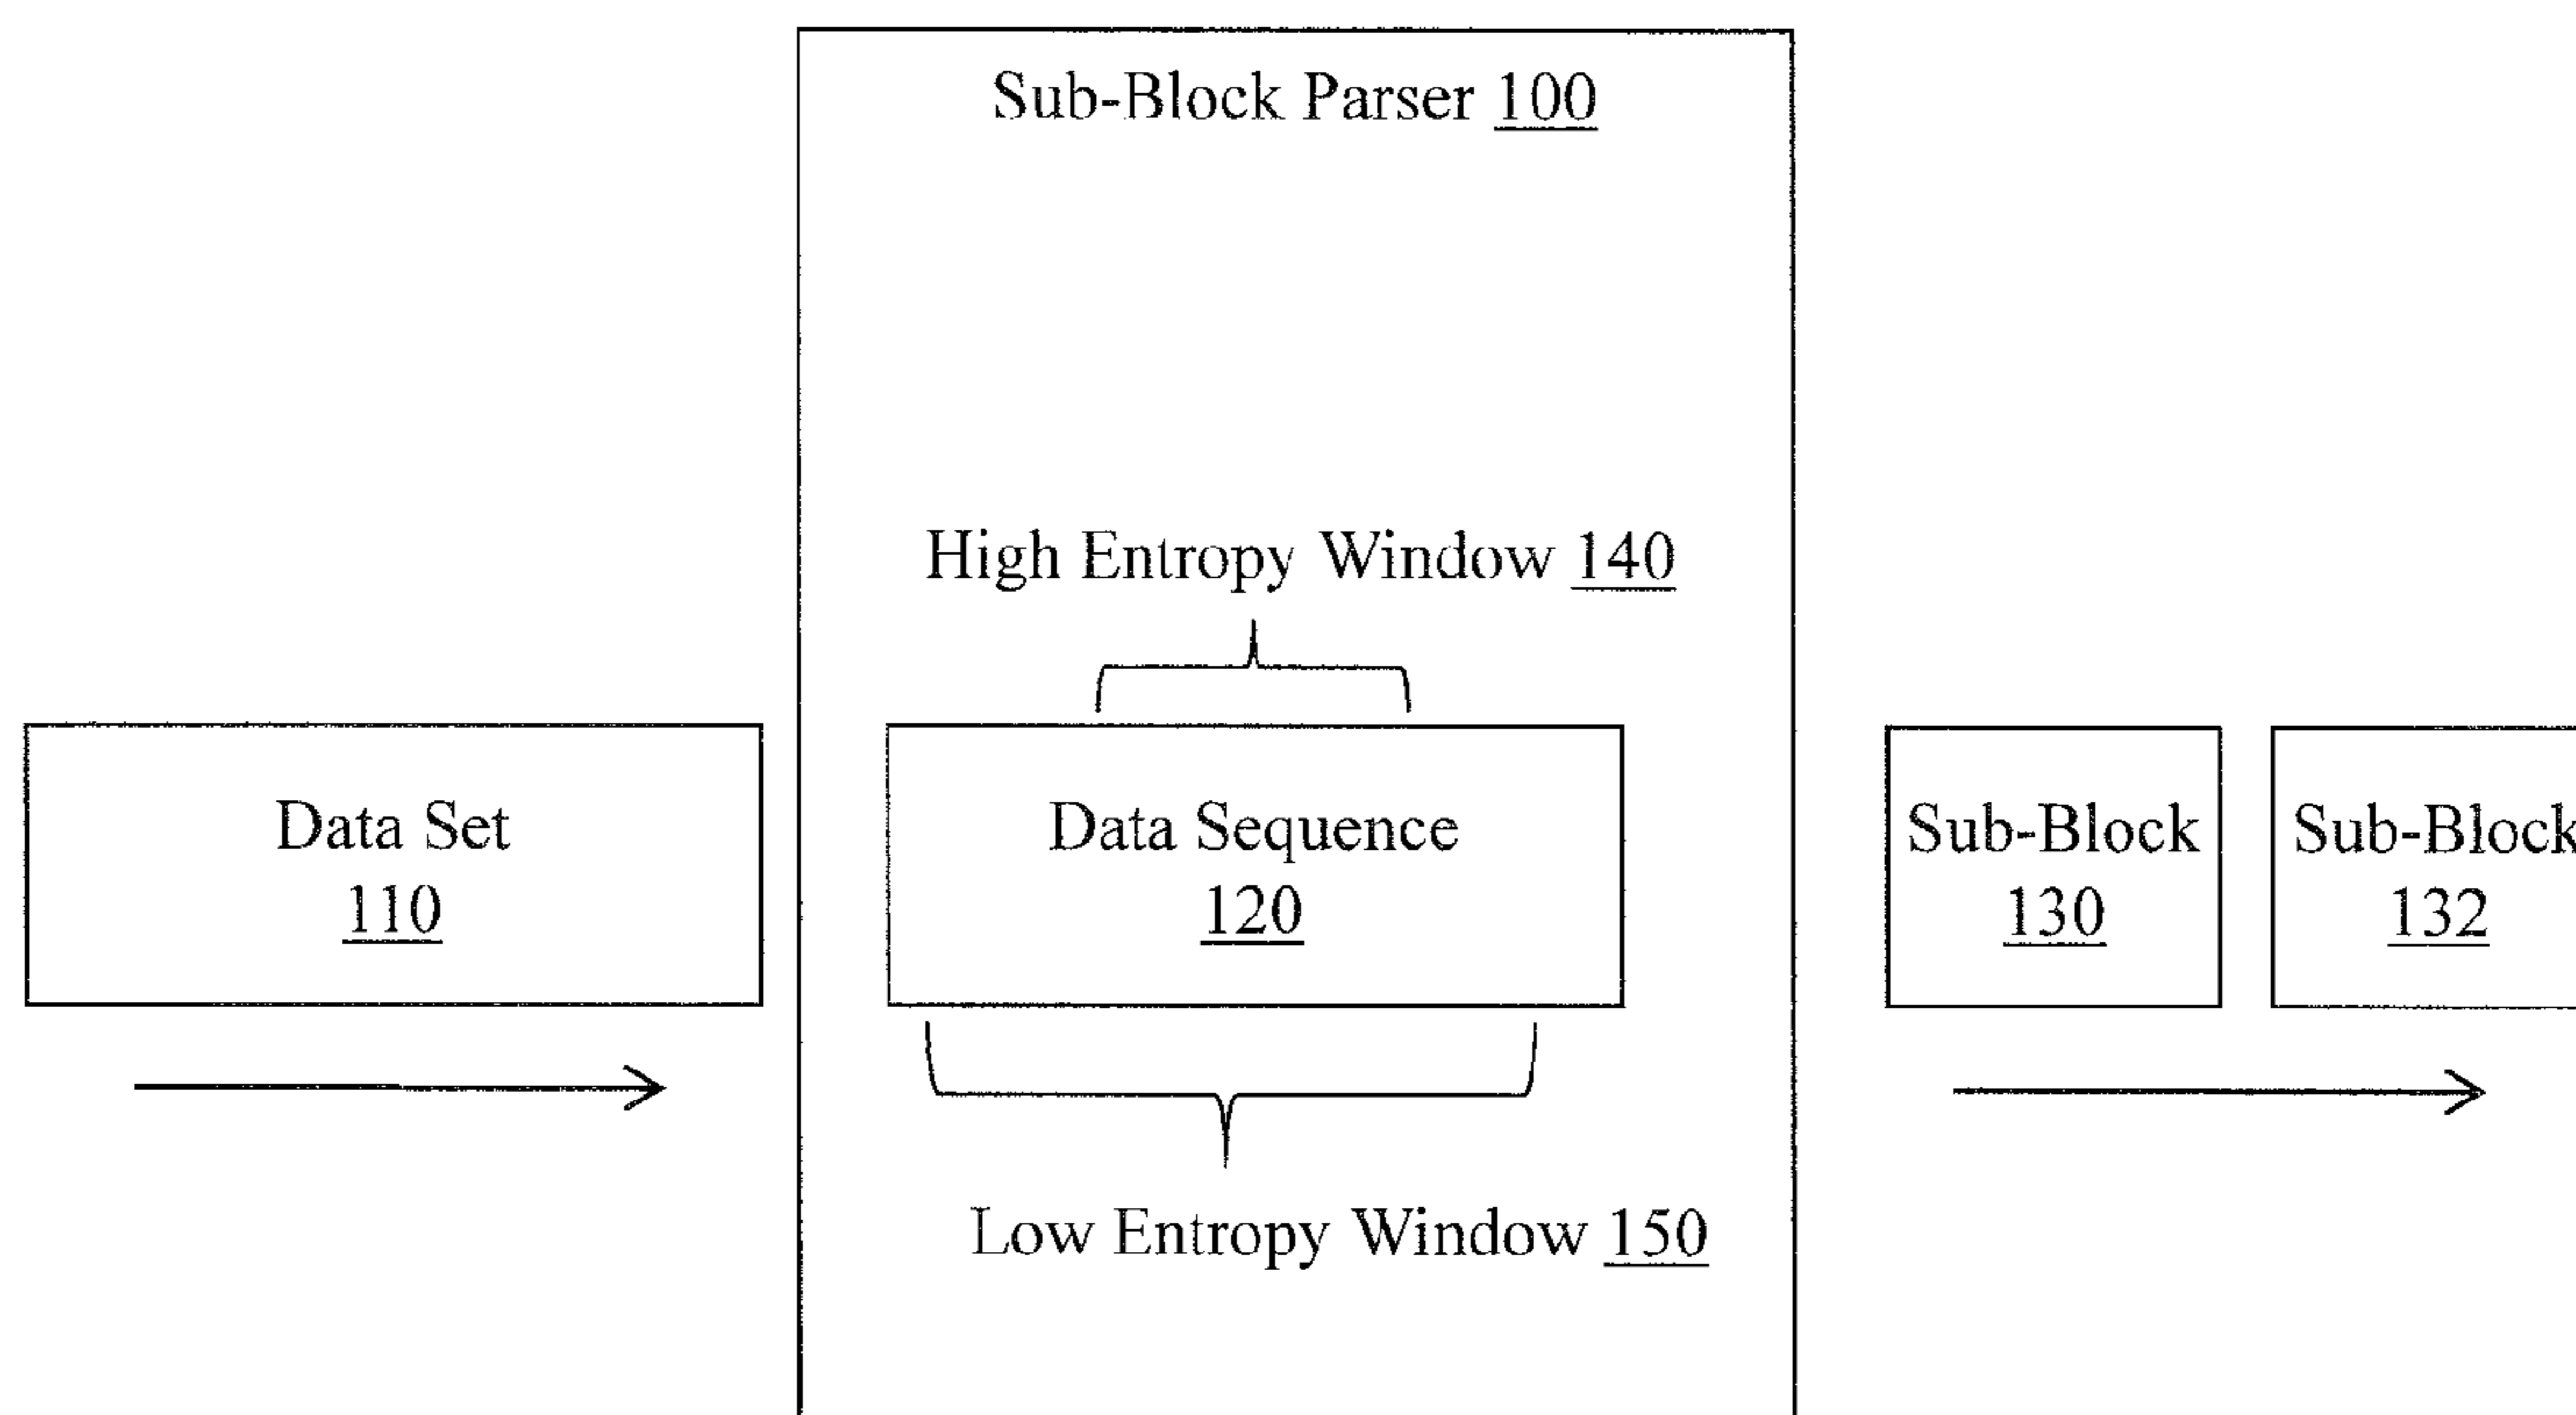 Sub-Block Parser 100
High Entropy Window 140
Data Set
110
Data Sequence
120
Sub-Block
130
Sub-Block
132
Low Entropy Window 150